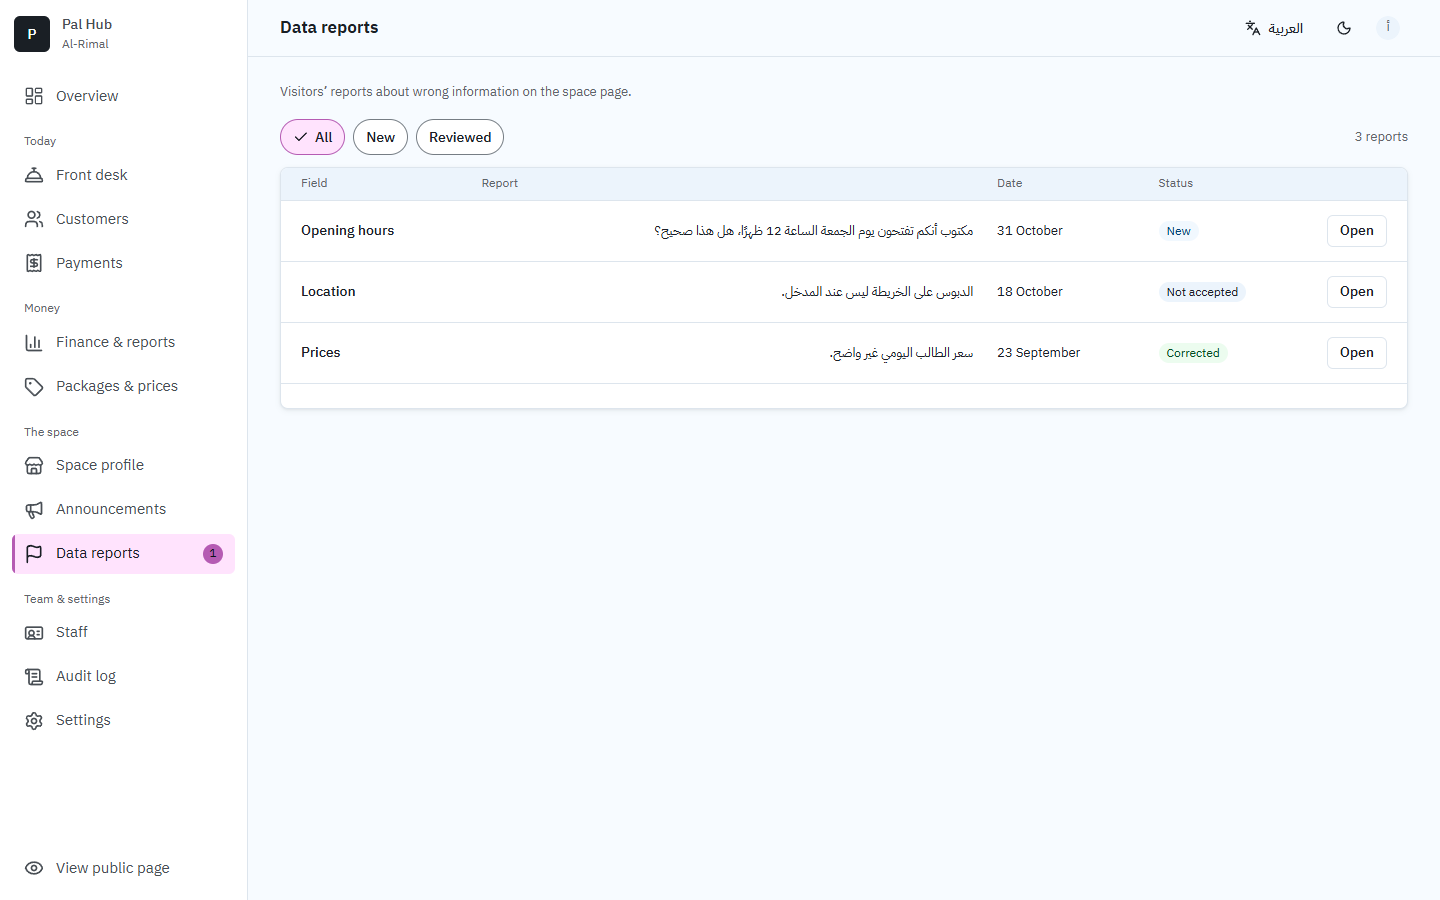 P
Pal Hub
Al-Rimal
Overview
Today
Front desk
Customers
Payments
Money
Finance & reports
Packages & prices
The space
Space profile
Announcements
Data reports 1
Team & settings
Staff
Audit log
Settings
View public page
Data reports
العربية
أ
Visitors’ reports about wrong information on the space page.
All New Reviewed
3 reports
Field Report Date Status
Opening hours مكتوب أنكم تفتحون يوم الجمعة الساعة 12 ظهرًا، هل هذا صحيح؟ 31 October New Open
Location الدبوس على الخريطة ليس عند المدخل. 18 October Not accepted Open
Prices سعر الطالب اليومي غير واضح. 23 September Corrected Open